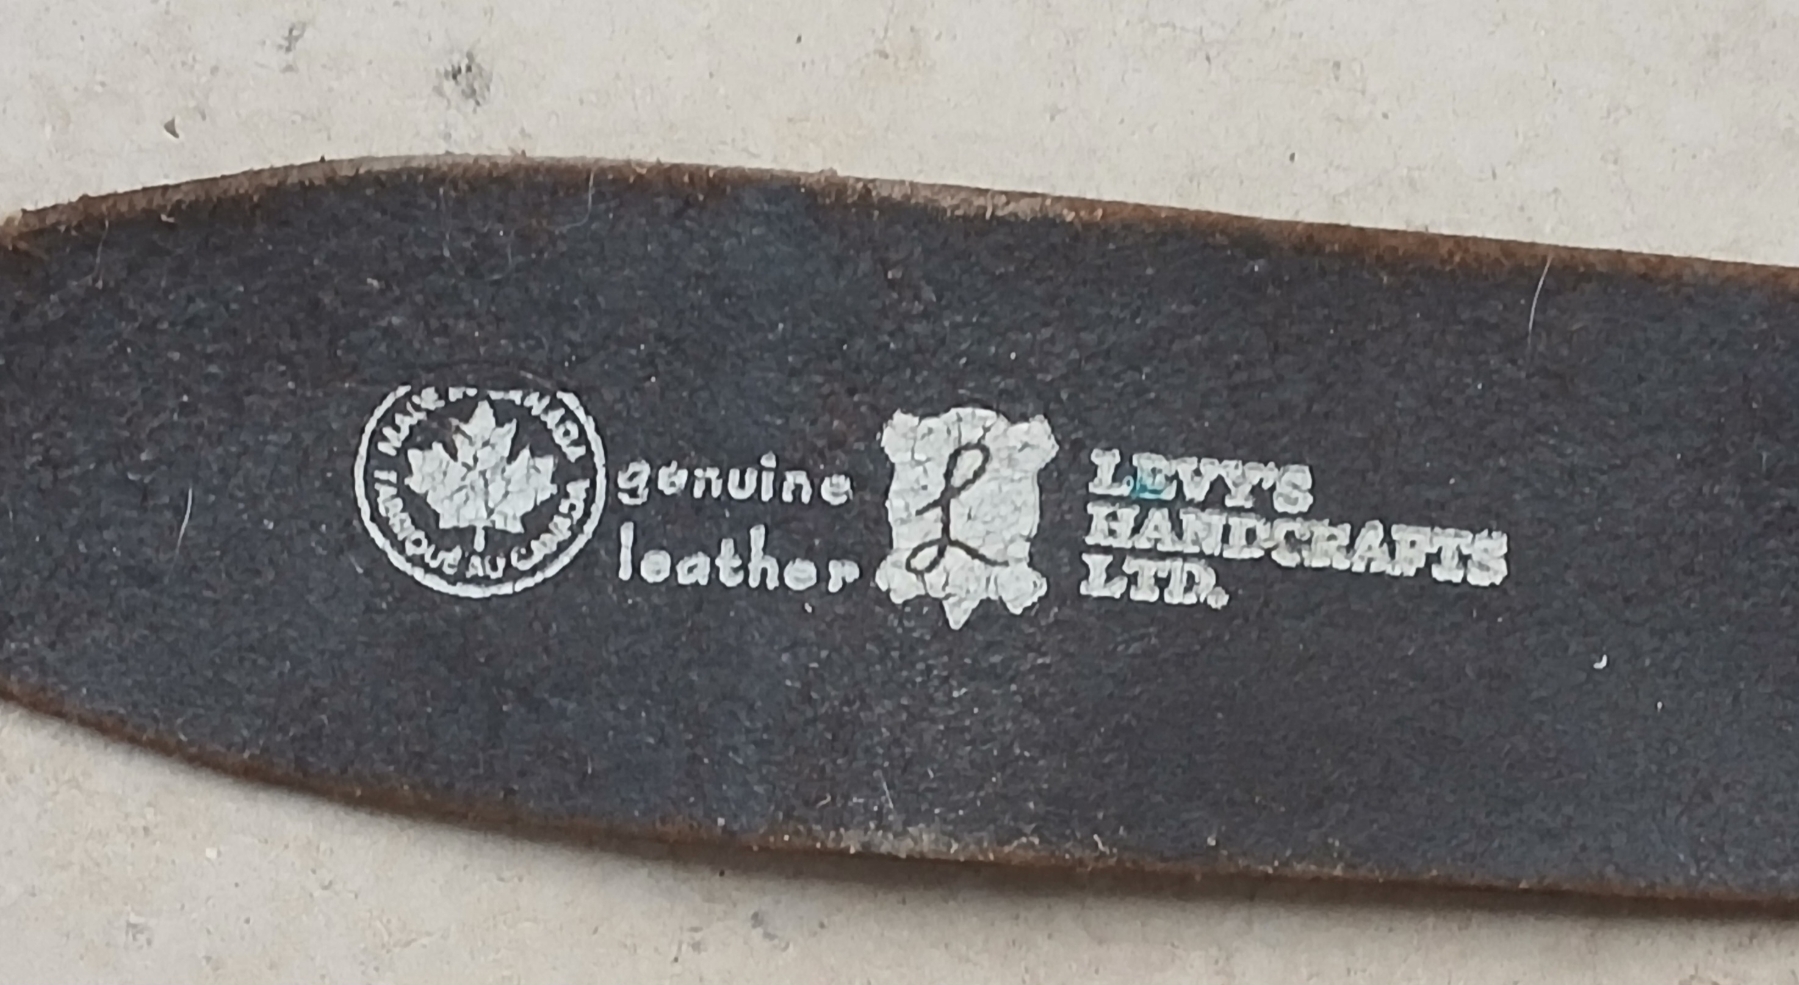 MADE IN CANADA
FABRIQUÉ AU CANADA
genuine
leather
LEVY'S
HANDCRAFTS
LTD.